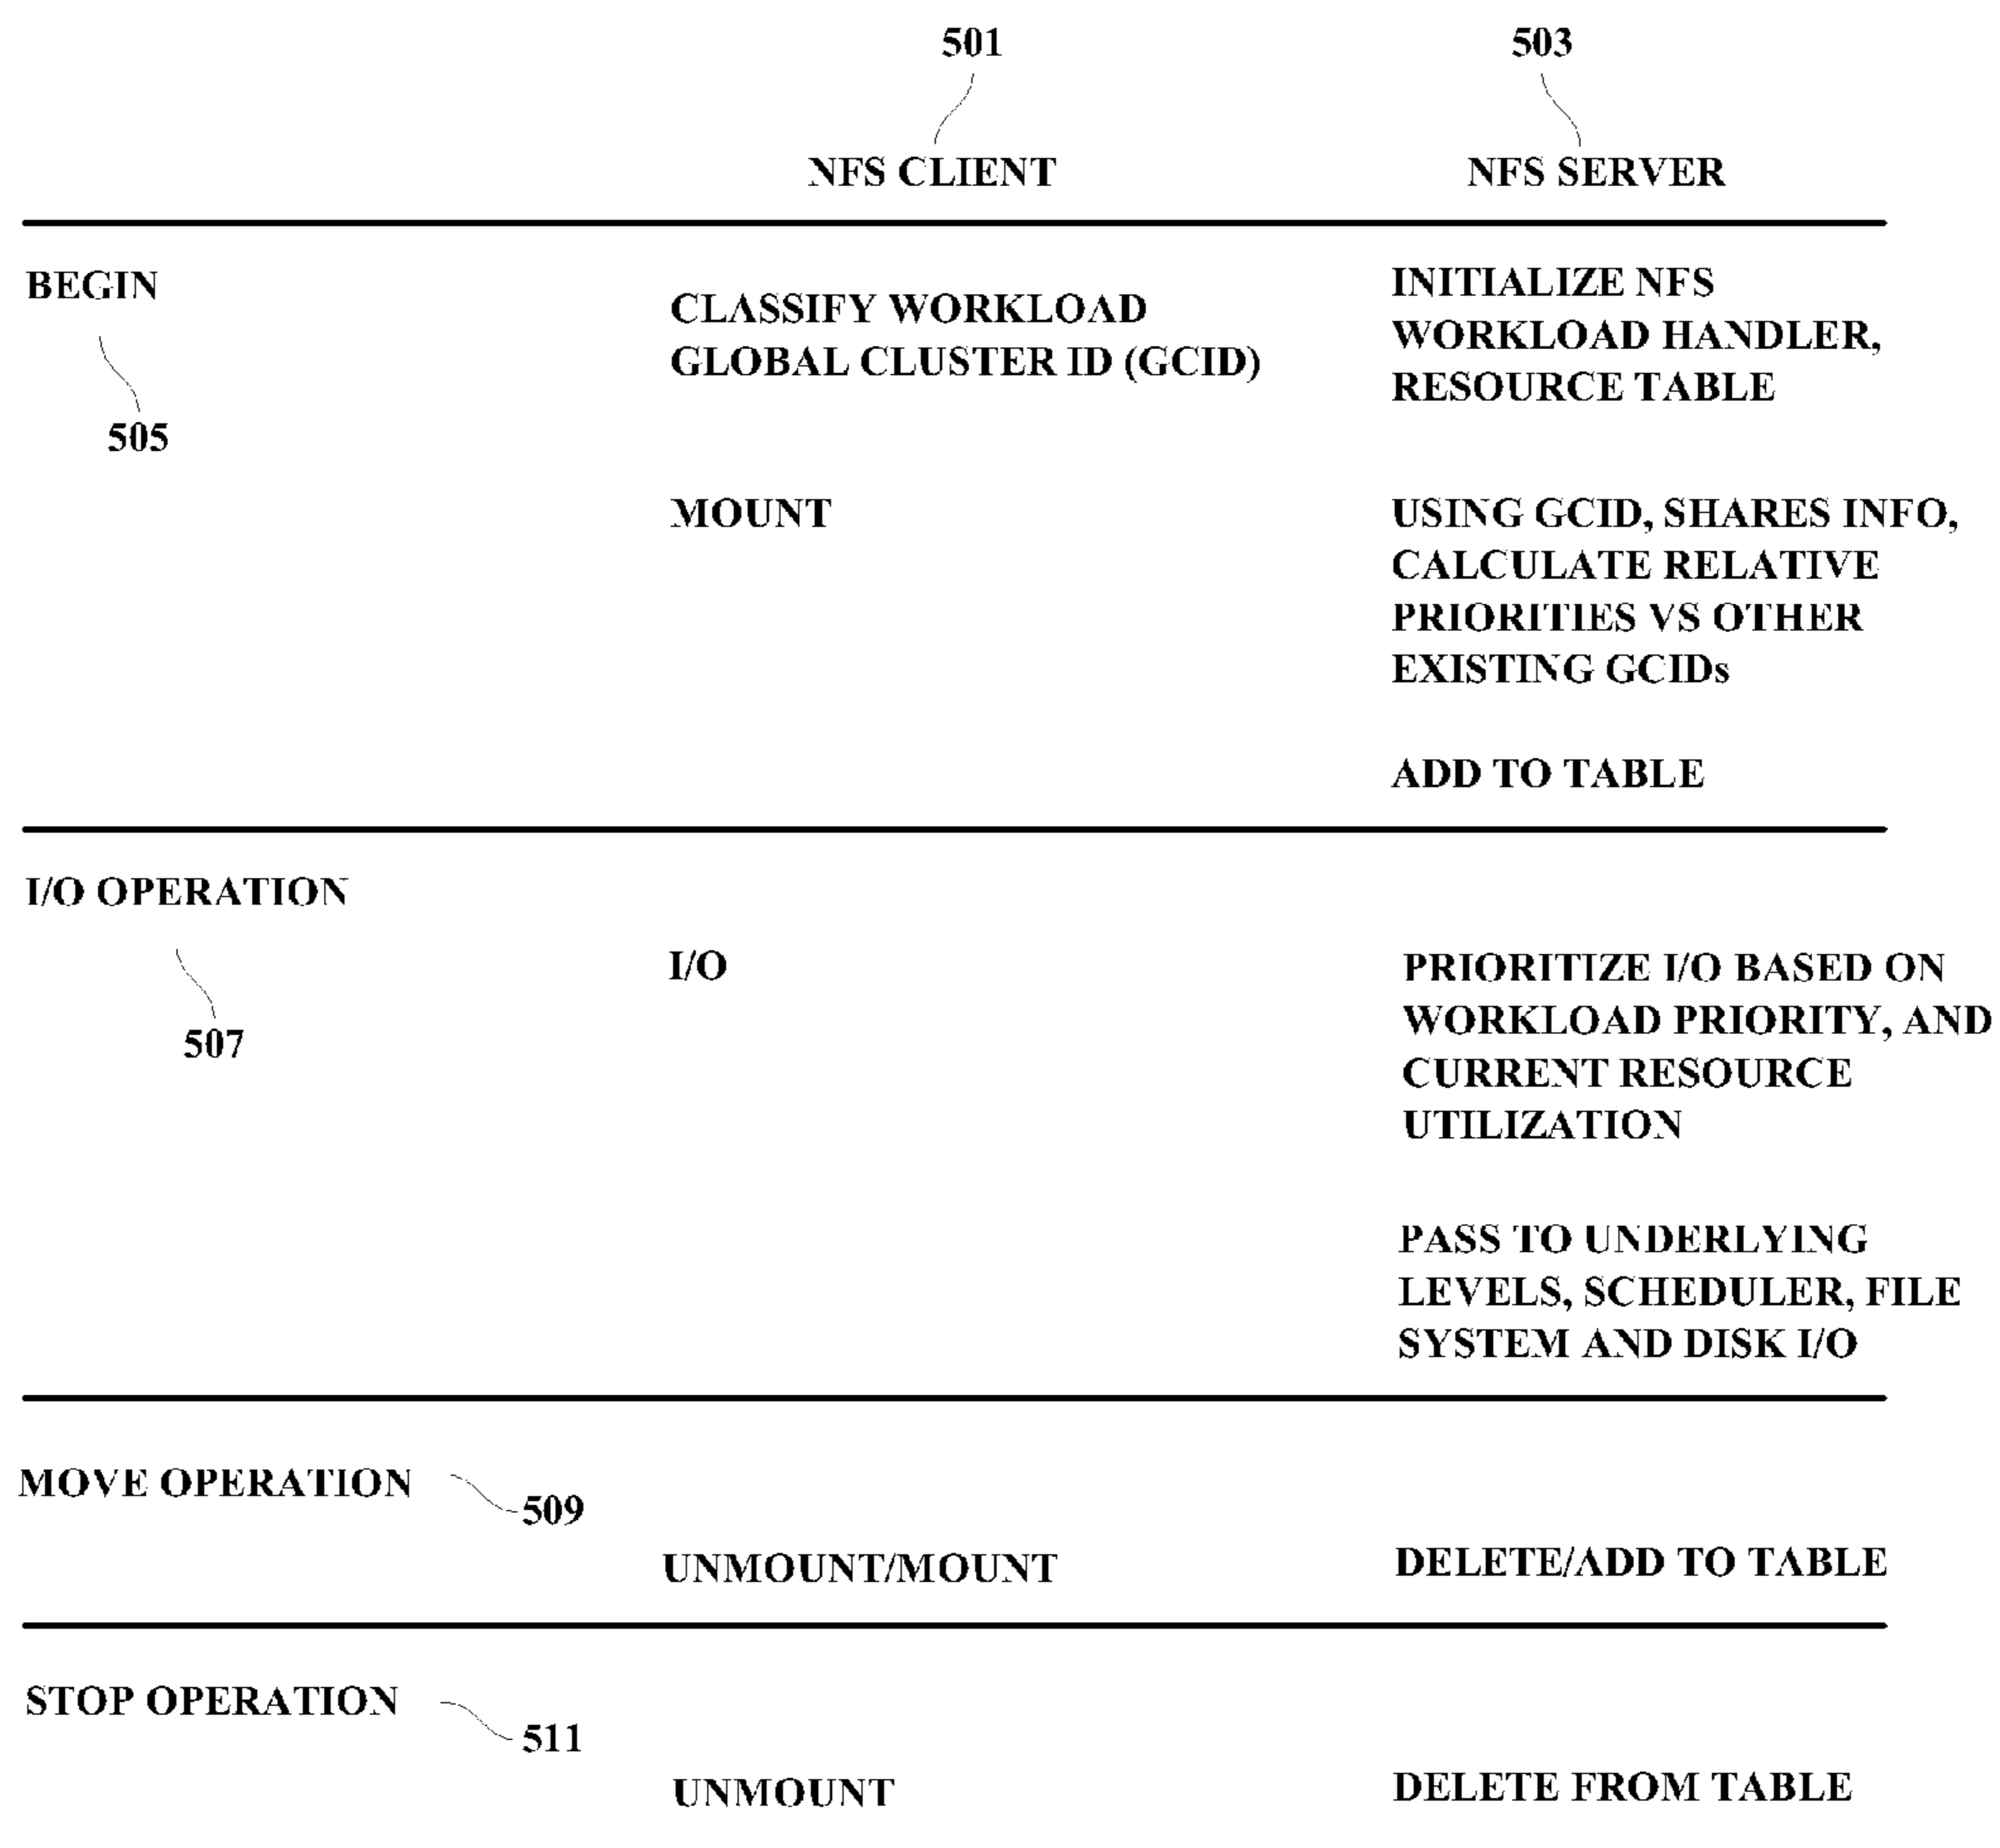 501
503
NFS CLIENT
NFS SERVER
BEGIN
505
CLASSIFY WORKLOAD
GLOBAL CLUSTER ID (GCID)
INITIALIZE NFS
WORKLOAD HANDLER,
RESOURCE TABLE
MOUNT
USING GCID, SHARES INFO,
CALCULATE RELATIVE
PRIORITIES VS OTHER
EXISTING GCIDs
ADD TO TABLE
I/O OPERATION
507
I/O
PRIORITIZE I/O BASED ON
WORKLOAD PRIORITY, AND
CURRENT RESOURCE
UTILIZATION
PASS TO UNDERLYING
LEVELS, SCHEDULER, FILE
SYSTEM AND DISK I/O
MOVE OPERATION
509
UNMOUNT/MOUNT
DELETE/ADD TO TABLE
STOP OPERATION
511
UNMOUNT
DELETE FROM TABLE